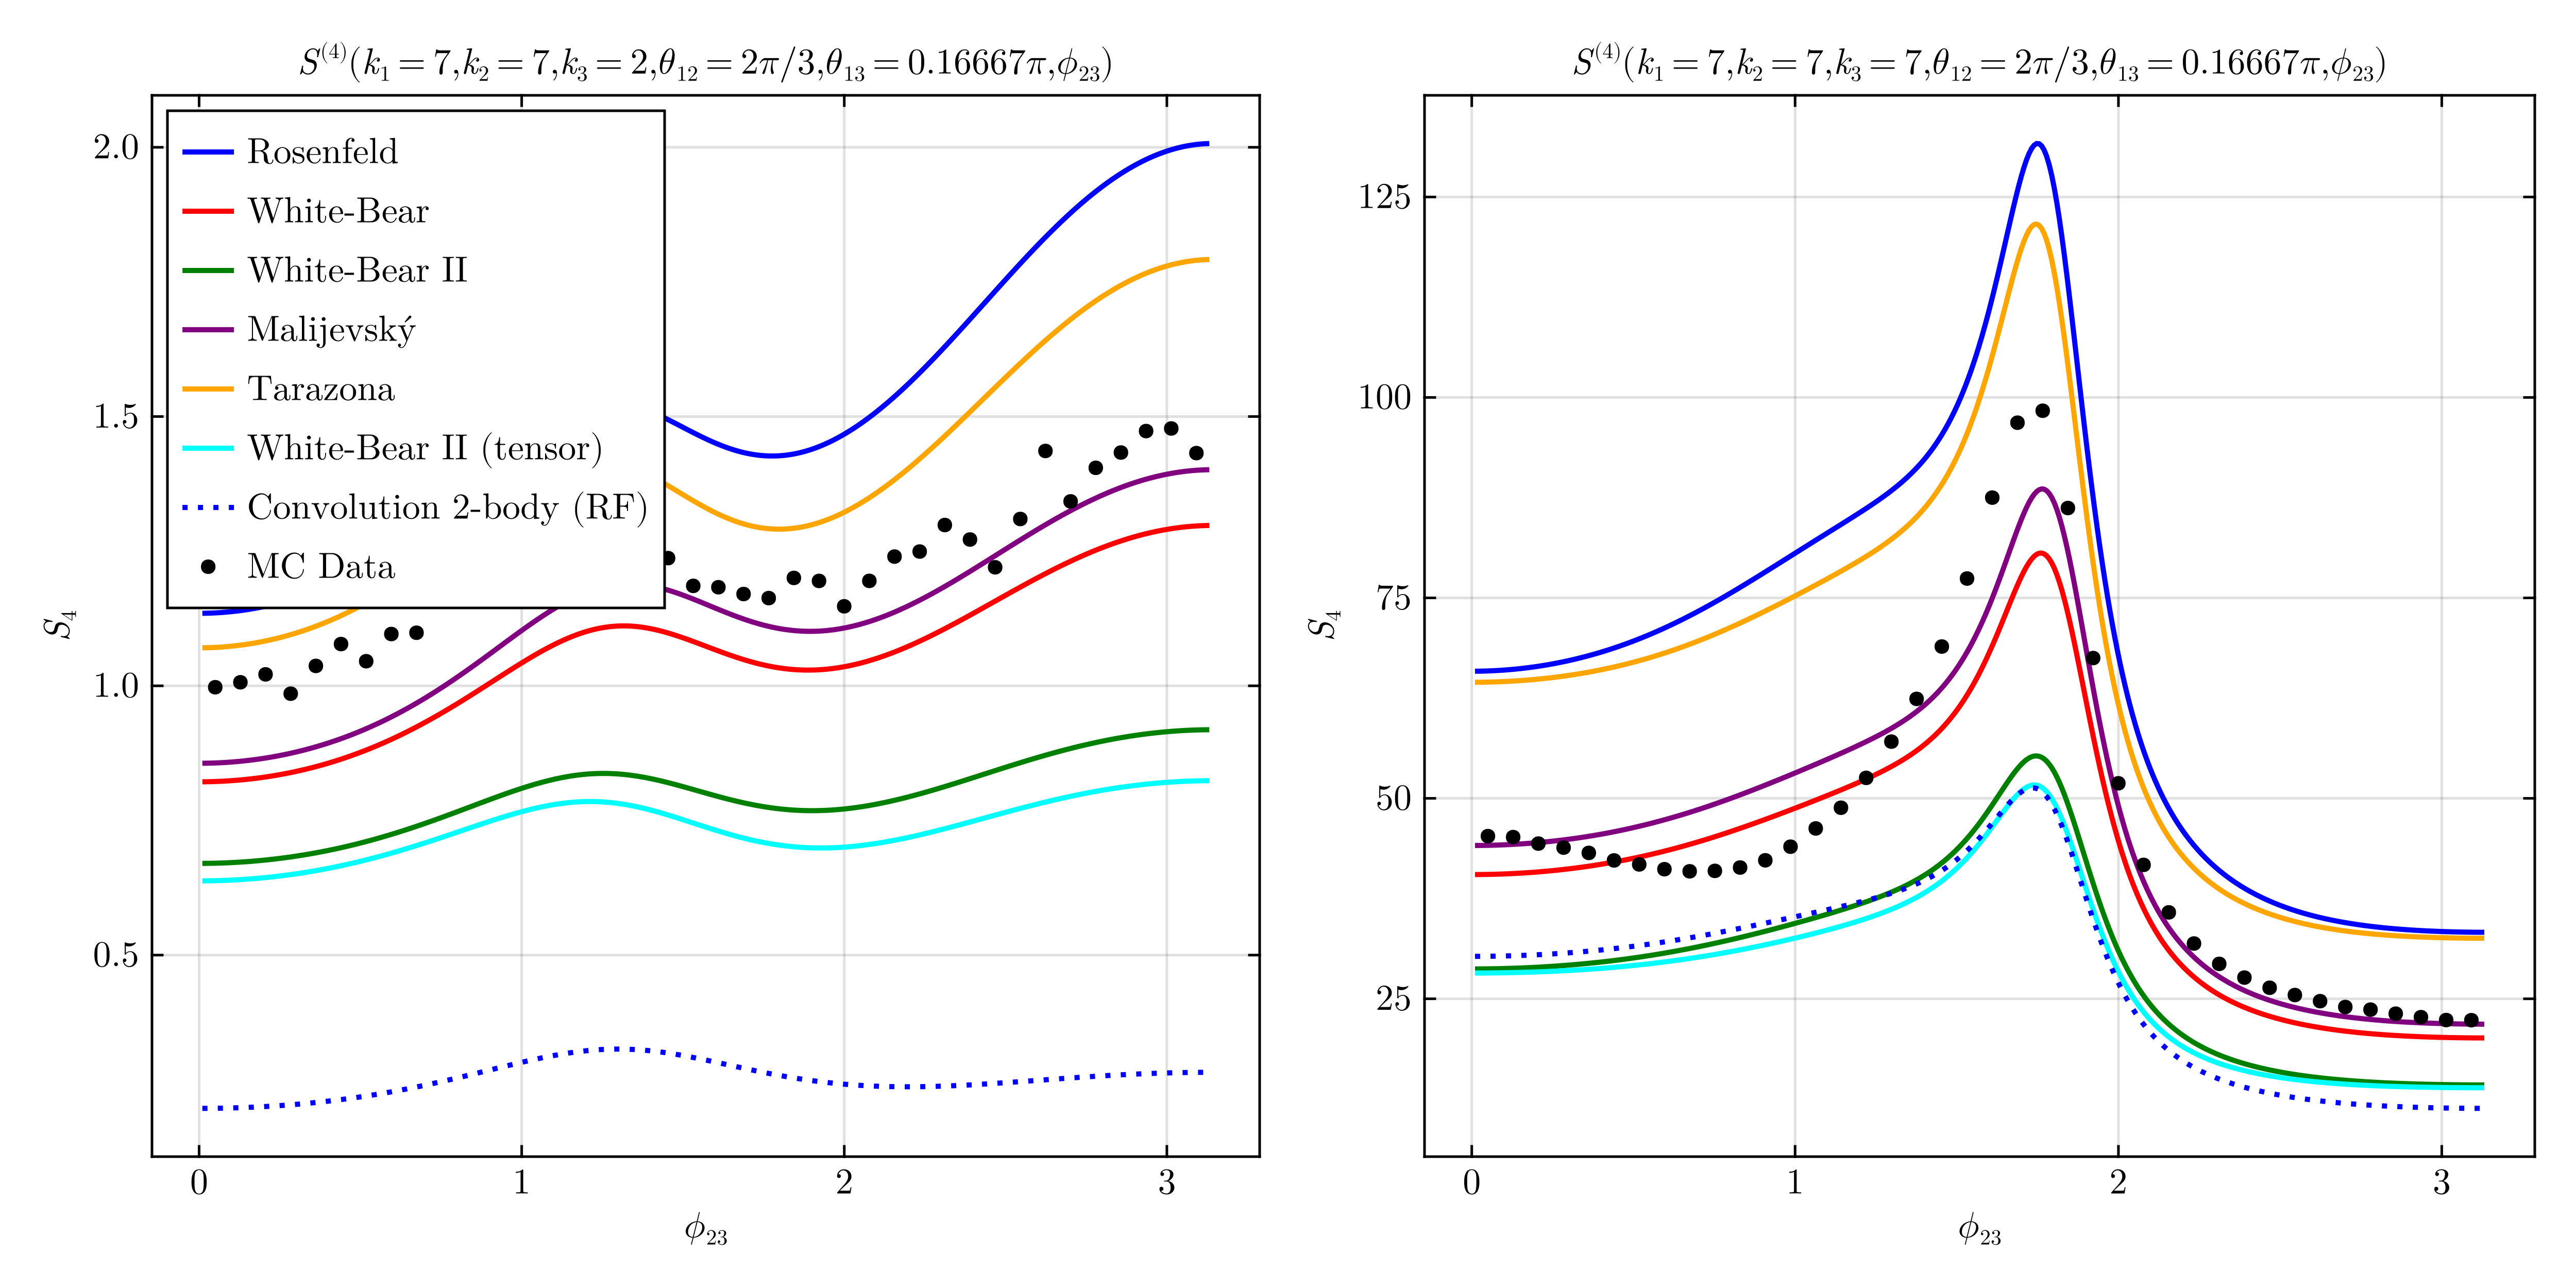 S⁽⁴⁾(k₁ = 7,k₂ = 7,k₃ = 2,θ₁₂ = 2π/3,θ₁₃ = 0.16667π,ϕ₂₃)
2.0
1.5
1.0
0.5
S₄
Rosenfeld
White-Bear
White-Bear II
Malijevský
Tarazona
White-Bear II (tensor)
Convolution 2-body (RF)
MC Data
0 1 2 3
ϕ₂₃
S⁽⁴⁾(k₁ = 7,k₂ = 7,k₃ = 7,θ₁₂ = 2π/3,θ₁₃ = 0.16667π,ϕ₂₃)
125
100
75
50
25
S₄
0 1 2 3
ϕ₂₃